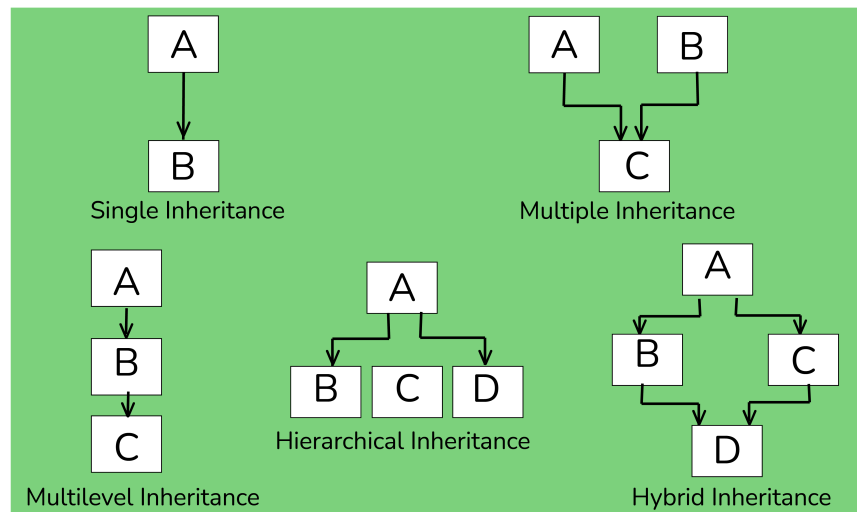 A
B
Single Inheritance
A B
C
Multiple Inheritance
A
B
C
Multilevel Inheritance
A
B C D
Hierarchical Inheritance
A
B C
D
Hybrid Inheritance